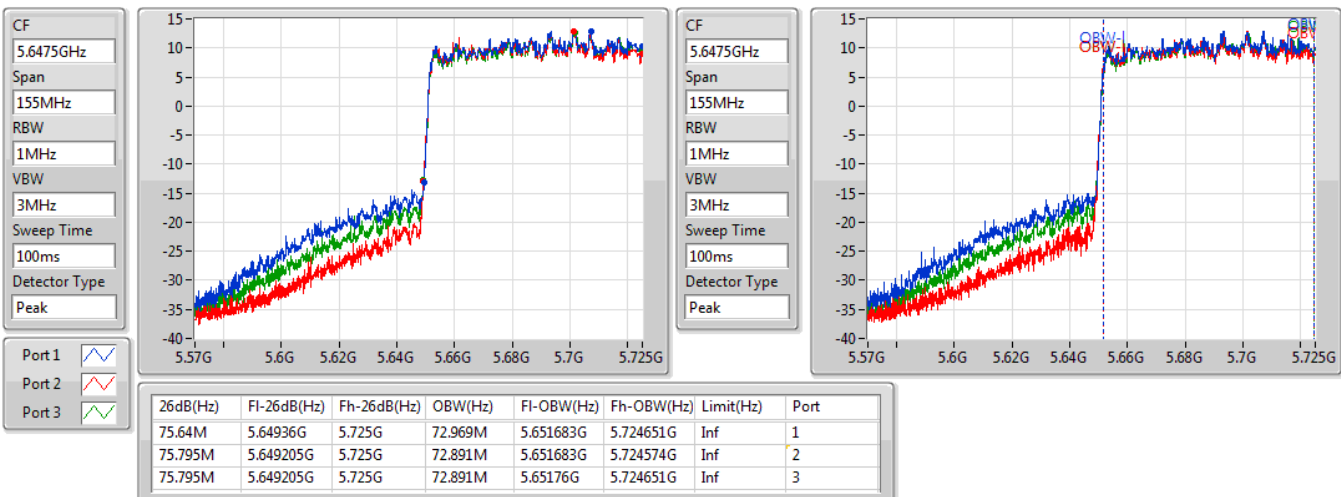 CF
5.6475GHz
Span
155MHz
RBW
1MHz
VBW
3MHz
Sweep Time
100ms
Detector Type
Peak
15
10
5
0
-5
-10
-15
-20
-25
-30
-35
-40
5.57G 5.6G 5.62G 5.64G 5.66G 5.68G 5.7G 5.725G
CF
5.6475GHz
Span
155MHz
RBW
1MHz
VBW
3MHz
Sweep Time
100ms
Detector Type
Peak
15
10
5
0
-5
-10
-15
-20
-25
-30
-35
-40
OBW-
OBW-
OBW
OBW
5.57G 5.6G 5.62G 5.64G 5.66G 5.68G 5.7G 5.725G
Port 1
Port 2
Port 3
26dB(Hz) Fl-26dB(Hz) Fh-26dB(Hz) OBW(Hz) Fl-OBW(Hz) Fh-OBW(Hz) Limit(Hz) Port
75.64M 5.64936G 5.725G 72.969M 5.651683G 5.724651G Inf 1
75.795M 5.649205G 5.725G 72.891M 5.651683G 5.724574G Inf 2
75.795M 5.649205G 5.725G 72.891M 5.65176G 5.724651G Inf 3